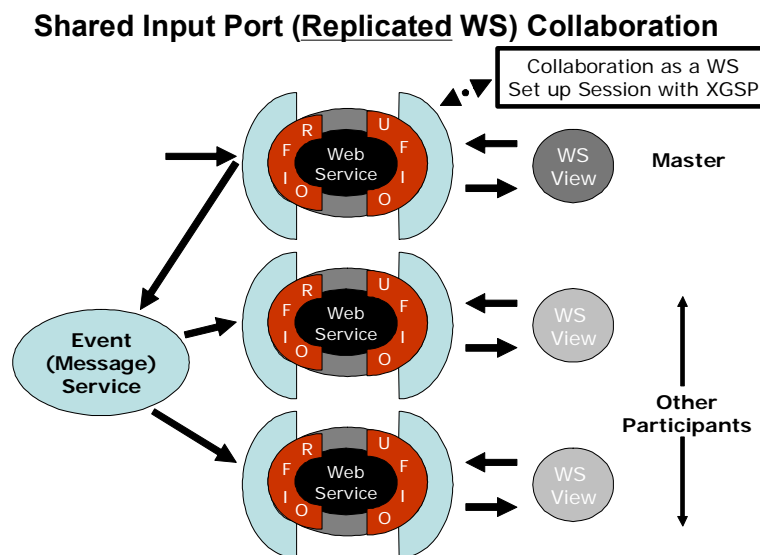 Shared Input Port (Replicated WS) Collaboration
Collaboration as a WS
Set up Session with XGSP
R
F
I
O
Web
Service
U
F
I
O
WS
View
Master
R
F
I
O
Web
Service
U
F
I
O
WS
View
Event
(Message)
Service
Other
Participants
R
F
I
O
Web
Service
U
F
I
O
WS
View